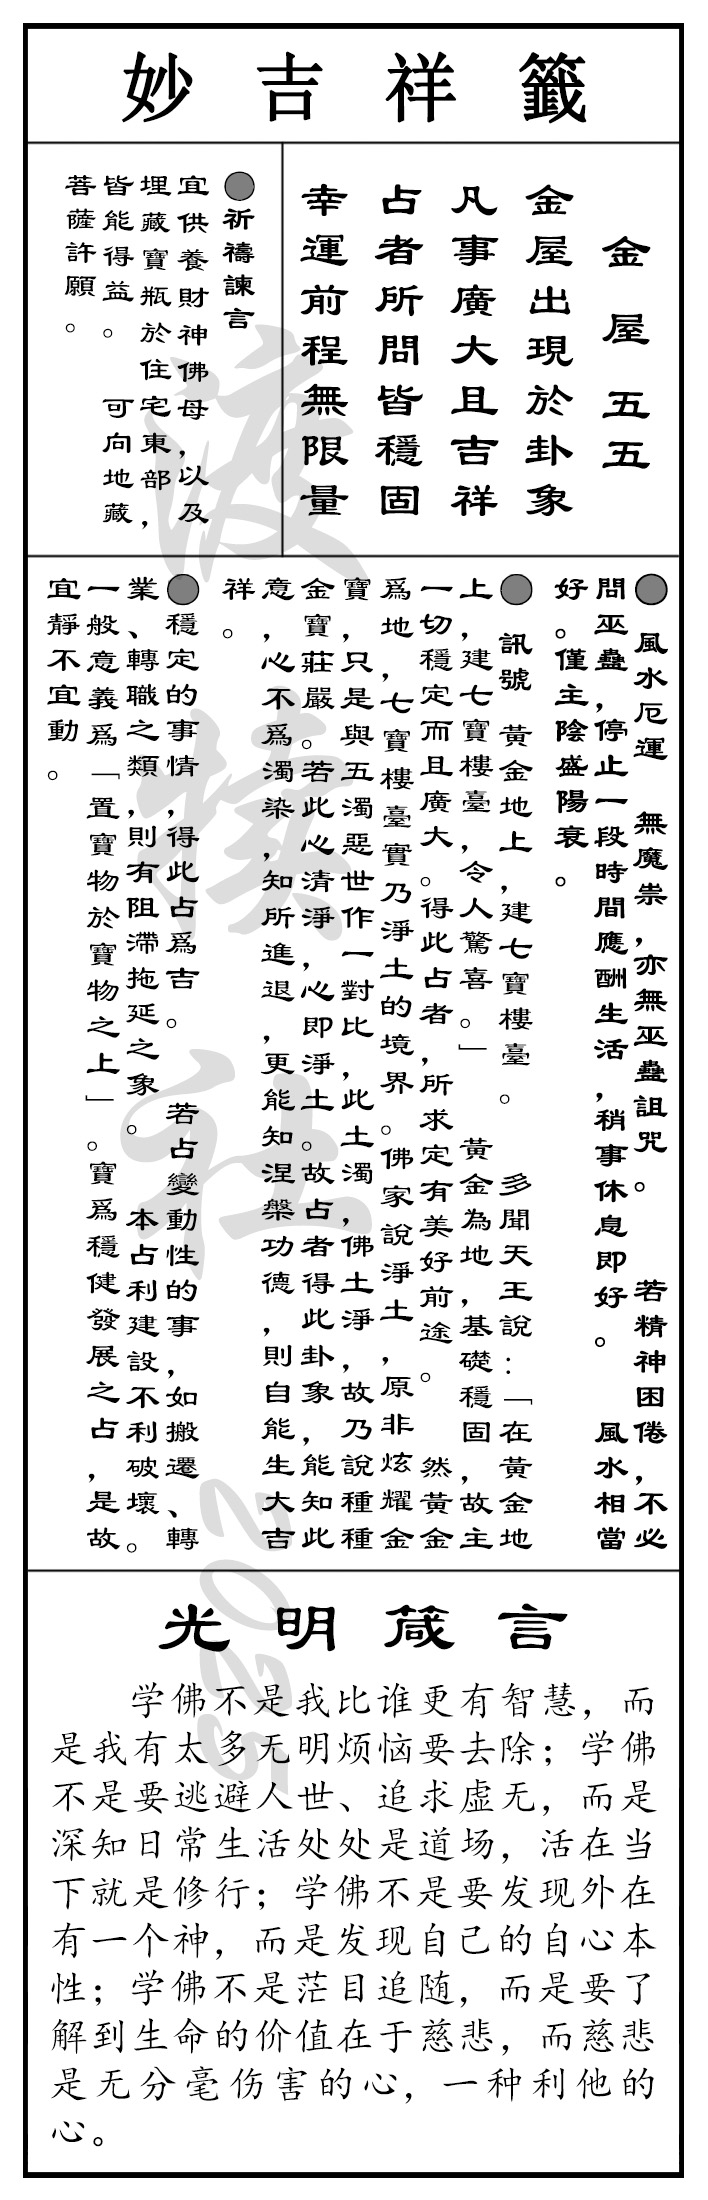 妙吉祥籤
金屋 五五
金屋出現於卦象
凡事廣大且吉祥
占者所問皆穩固
幸運前程無限量
●祈禱諫言
宜供養財神佛母，以及
埋藏寶瓶於住宅東部，
皆能得益。 可向地藏
菩薩許願。
● 風水厄運 無魔祟，亦無巫蠱詛咒。 若精神困倦，不必
問巫蠱，停止一段時間應酬生活，稍事休息即好。 風水相當
好。僅主陰盛陽衰。
● 訊號 黃金地上，建七寶樓臺。 多聞天王說：「在黃金地
上，建七寶樓臺，令人驚喜。」 黃金為地，基礎穩固，故主
一切穩定而且廣大。得此占者，所求定有美好前途。 然黃金
爲地，七寶樓臺實乃淨土的境界。佛家說淨土，原非炫耀金
寶，只是與五濁惡世作一對比，此土濁，佛土淨，故乃說種種
金寶莊嚴。若此心清淨，心即淨土。故占者得此卦象，能知此
意，心不爲濁染，知所進退，更能知涅槃功德，則自能生大吉
祥。
●穩定的事情，得此占爲吉。 若占變動性的事，如搬遷、轉
業、轉職之類，則有阻滯拖延之象。 本占利建設不利破壞。
一般意義爲「置寶物於寶物之上」。寶爲穩健發展之占，是故
宜靜不宜動。
渡 社 2025
光明箴言
学佛不是我比谁更有智慧，而
是我有太多无明烦恼要去除；学佛
不是要逃避人世、追求虚无，而是
深知日常生活处处是道场，活在当
下就是修行；学佛不是要发现外在
有一个神，而是发现自己的自心本
性；学佛不是茫目追随，而是要了
解到生命的价值在于慈悲，而慈悲
是无分毫伤害的心，一种利他的
心。